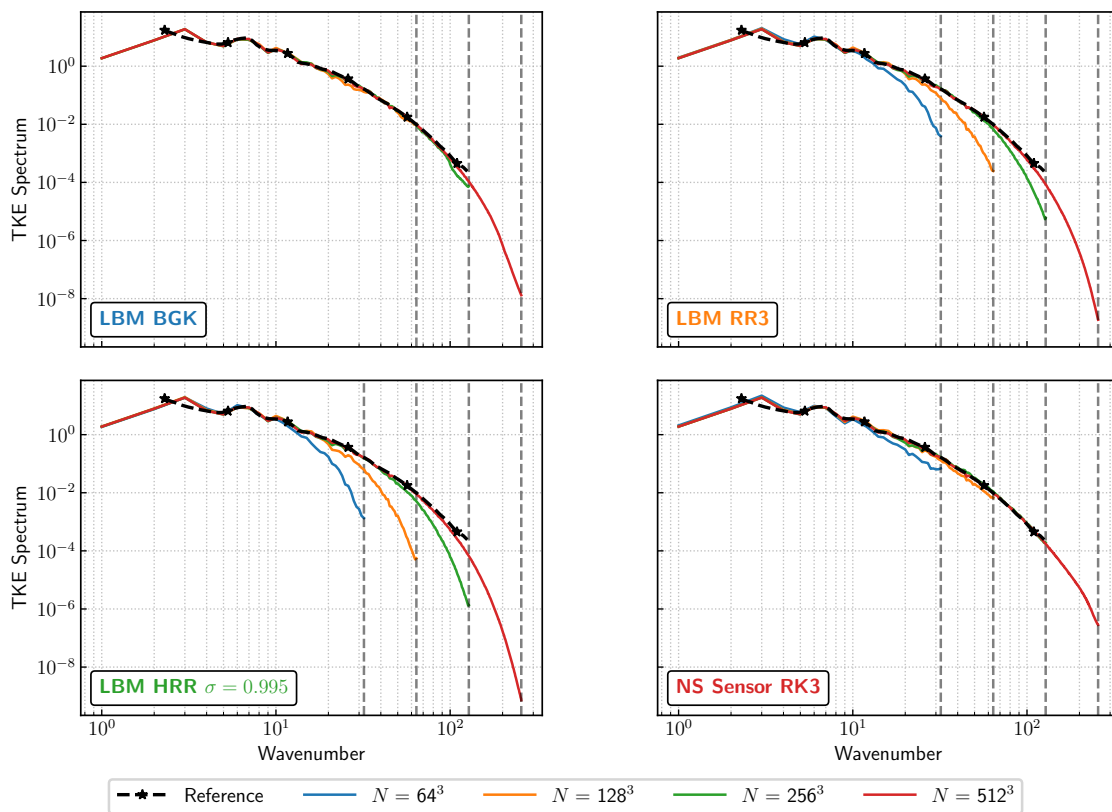 TKE Spectrum
10^0
10^-2
10^-4
10^-6
10^-8
LBM BGK
LBM RR3
TKE Spectrum
10^0
10^-2
10^-4
10^-6
10^-8
LBM HRR σ = 0.995
10^0 10^1 10^2
Wavenumber
NS Sensor RK3
10^0 10^1 10^2
Wavenumber
Reference N = 64^3 N = 128^3 N = 256^3 N = 512^3